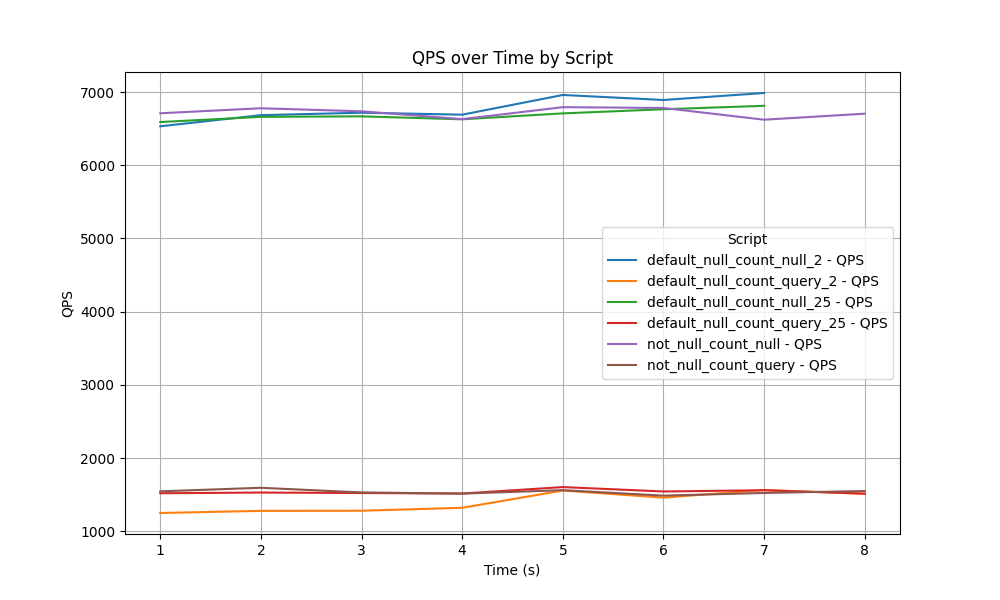 QPS over Time by Script
7000
6000
5000
4000
3000
2000
1000
QPS
Script
default_null_count_null_2 - QPS
default_null_count_query_2 - QPS
default_null_count_null_25 - QPS
default_null_count_query_25 - QPS
not_null_count_null - QPS
not_null_count_query - QPS
1 2 3 4 5 6 7 8
Time (s)